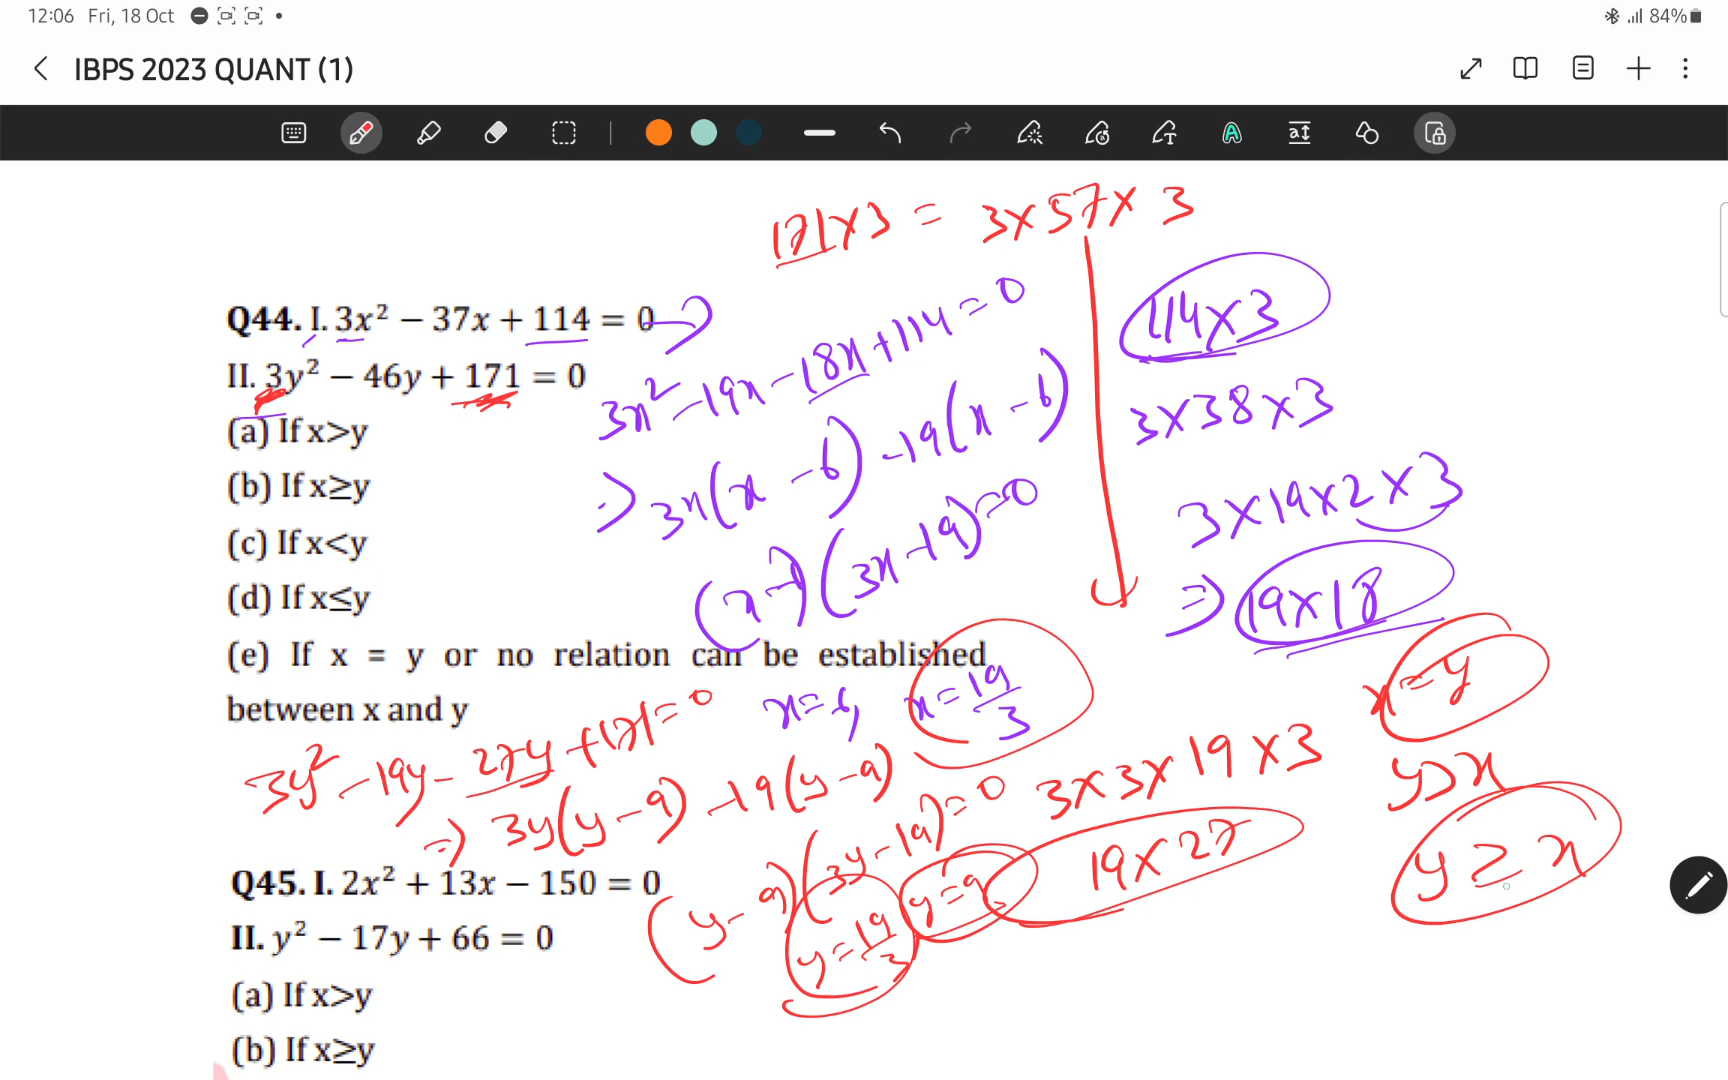 12:06 Fri, 18 Oct
84%
IBPS 2023 QUANT (1)
171×3 = 3×57×3
Q44. I. 3x² − 37x + 114 = 0
II. 3y² − 46y + 171 = 0
(a) If x>y
(b) If x≥y
(c) If x<y
(d) If x≤y
(e) If x = y or no relation can be established
between x and y
3x² − 19x − 18x + 114 = 0
⇒ 3x(x − 6) − 19(x − 6)
(x − 6)(3x − 19) = 0
x = 6, x = 19/3
114×3
3×38×3
3×19×2×3
⇒ 19×18
3y² − 19y − 27y + 171 = 0
⇒ 3y(y − 9) − 19(y − 9)
(y − 9)(3y − 19) = 0
y = 19/3 y = 9
3×3×19×3
19×27
x = y
y > x
y ≥ x
Q45. I. 2x² + 13x − 150 = 0
II. y² − 17y + 66 = 0
(a) If x>y
(b) If x≥y